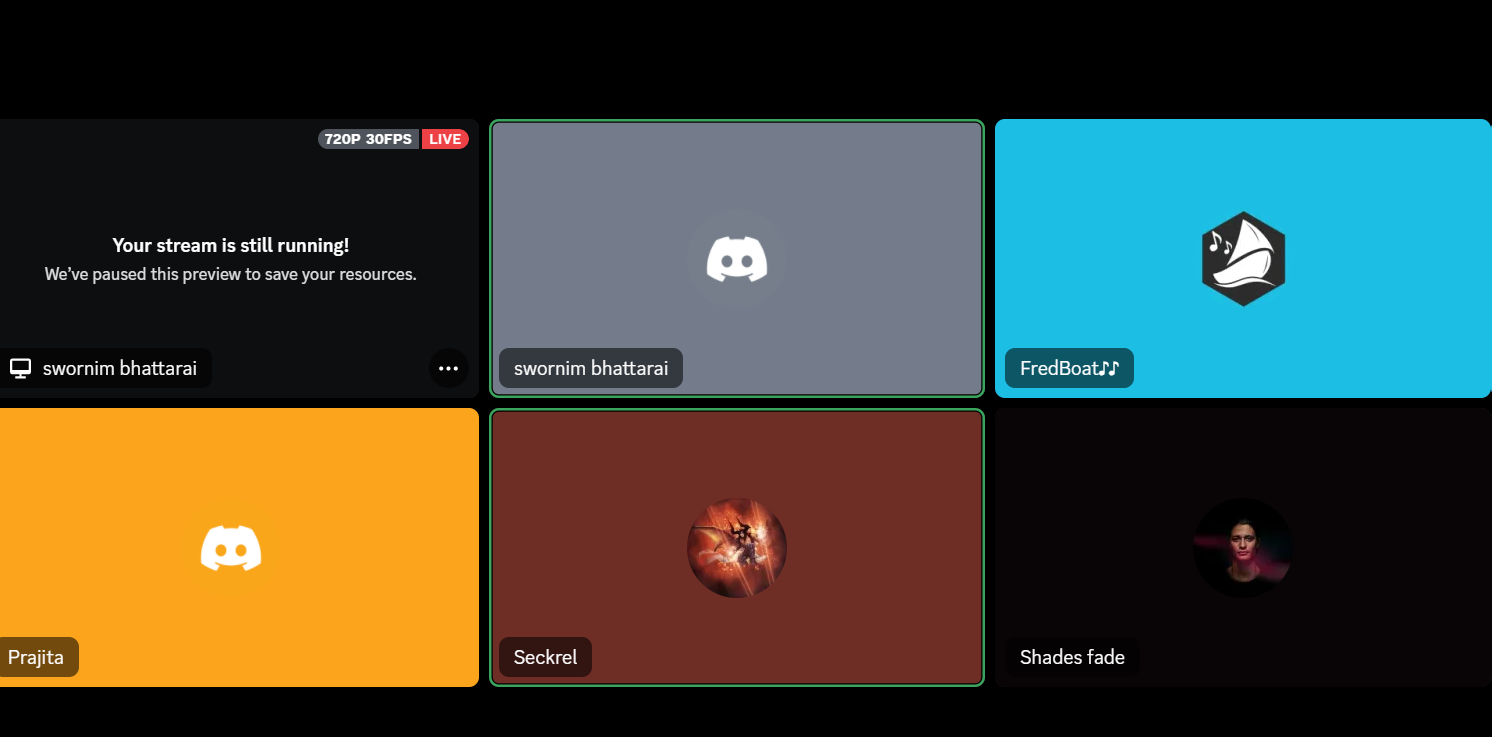 720P 30FPS LIVE
Your stream is still running!
We've paused this preview to save your resources.
swornim bhattarai
swornim bhattarai
FredBoat♪♪
Prajita
Seckrel
Shades fade